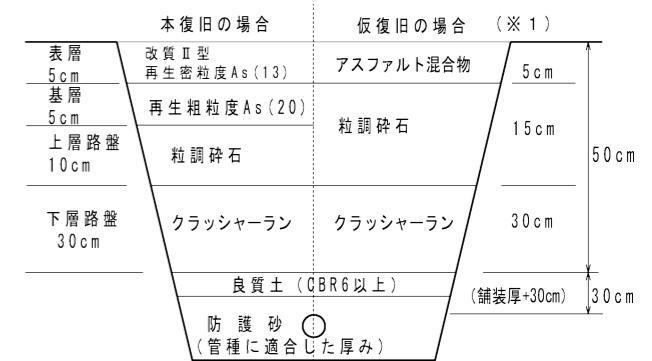 本復旧の場合 仮復旧の場合 (※1)
表層
5cm
改質Ⅱ型
再生密粒度As(13)
アスファルト混合物
5cm
基層
5cm
再生粗粒度As(20)
粒調砕石
15cm
上層路盤
10cm
粒調砕石
50cm
下層路盤
30cm
クラッシャーラン
クラッシャーラン
30cm
良質土(CBR6以上)
(舗装厚+30cm)
30cm
防護砂
(管種に適合した厚み)